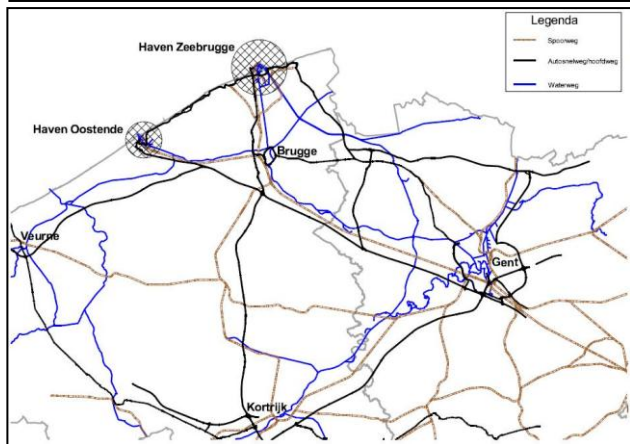 Legenda
Spoorweg
Autosnelweg/hoofdweg
Waterweg
Haven Zeebrugge
Haven Oostende
Brugge
Veurne
Gent
Kortrijk